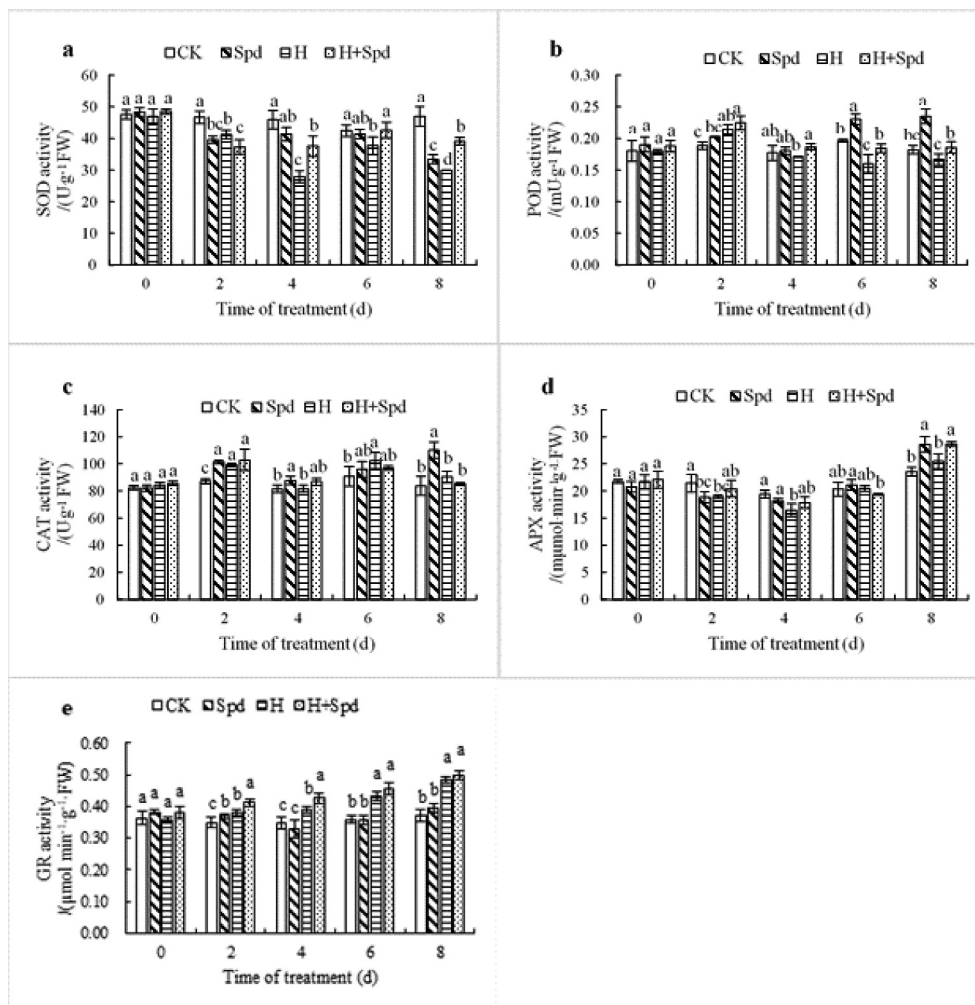 a
CK Spd H H+Spd
60
50
40
30
20
10
0
SOD activity
/(U·g-1 FW)
a a a a
a bc b c
a ab c ab
a ab b a
a c d b
0 2 4 6 8
Time of treatment (d)
b
CK Spd H H+Spd
0.30
0.25
0.20
0.15
0.10
0.05
0.00
POD activity
/(mU·g-1 FW)
a a a a
c bc ab a
ab ab b a
b a c b
bc a c b
0 2 4 6 8
Time of treatment (d)
c
CK Spd H H+Spd
140
120
100
80
60
40
20
0
CAT activity
/(U·g-1 FW)
a a a a
c a b a
b a b ab
b ab a ab
b a b b
0 2 4 6 8
Time of treatment (d)
d
CK Spd H H+Spd
35
30
25
20
15
10
5
0
APX activity
/(mμmol·min-1g-1·FW)
a a a a
a bc c ab
a a b a
ab a ab b
c a b a
0 2 4 6 8
Time of treatment (d)
e
CK Spd H H+Spd
0.60
0.50
0.40
0.30
0.20
0.10
0.00
GR activity
/(μmol min-1·g-1·FW)
a a a a
c b b a
c c b a
b b a a
b b a a
0 2 4 6 8
Time of treatment (d)